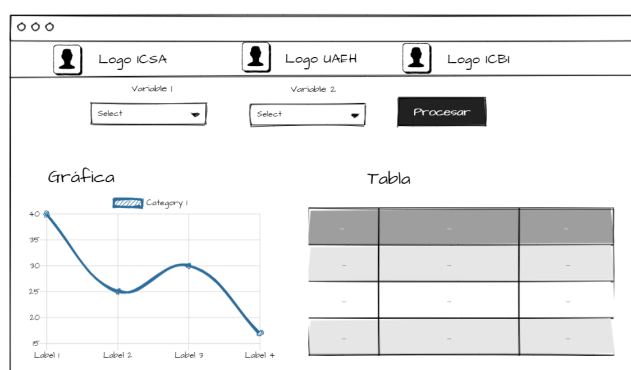 Logo ICSA
Logo UAEH
Logo ICBI
Variable 1
Variable 2
Select
Select
Procesar
Gráfica
Tabla
Category 1
40
35
30
25
20
15
Label 1
Label 2
Label 3
Label 4